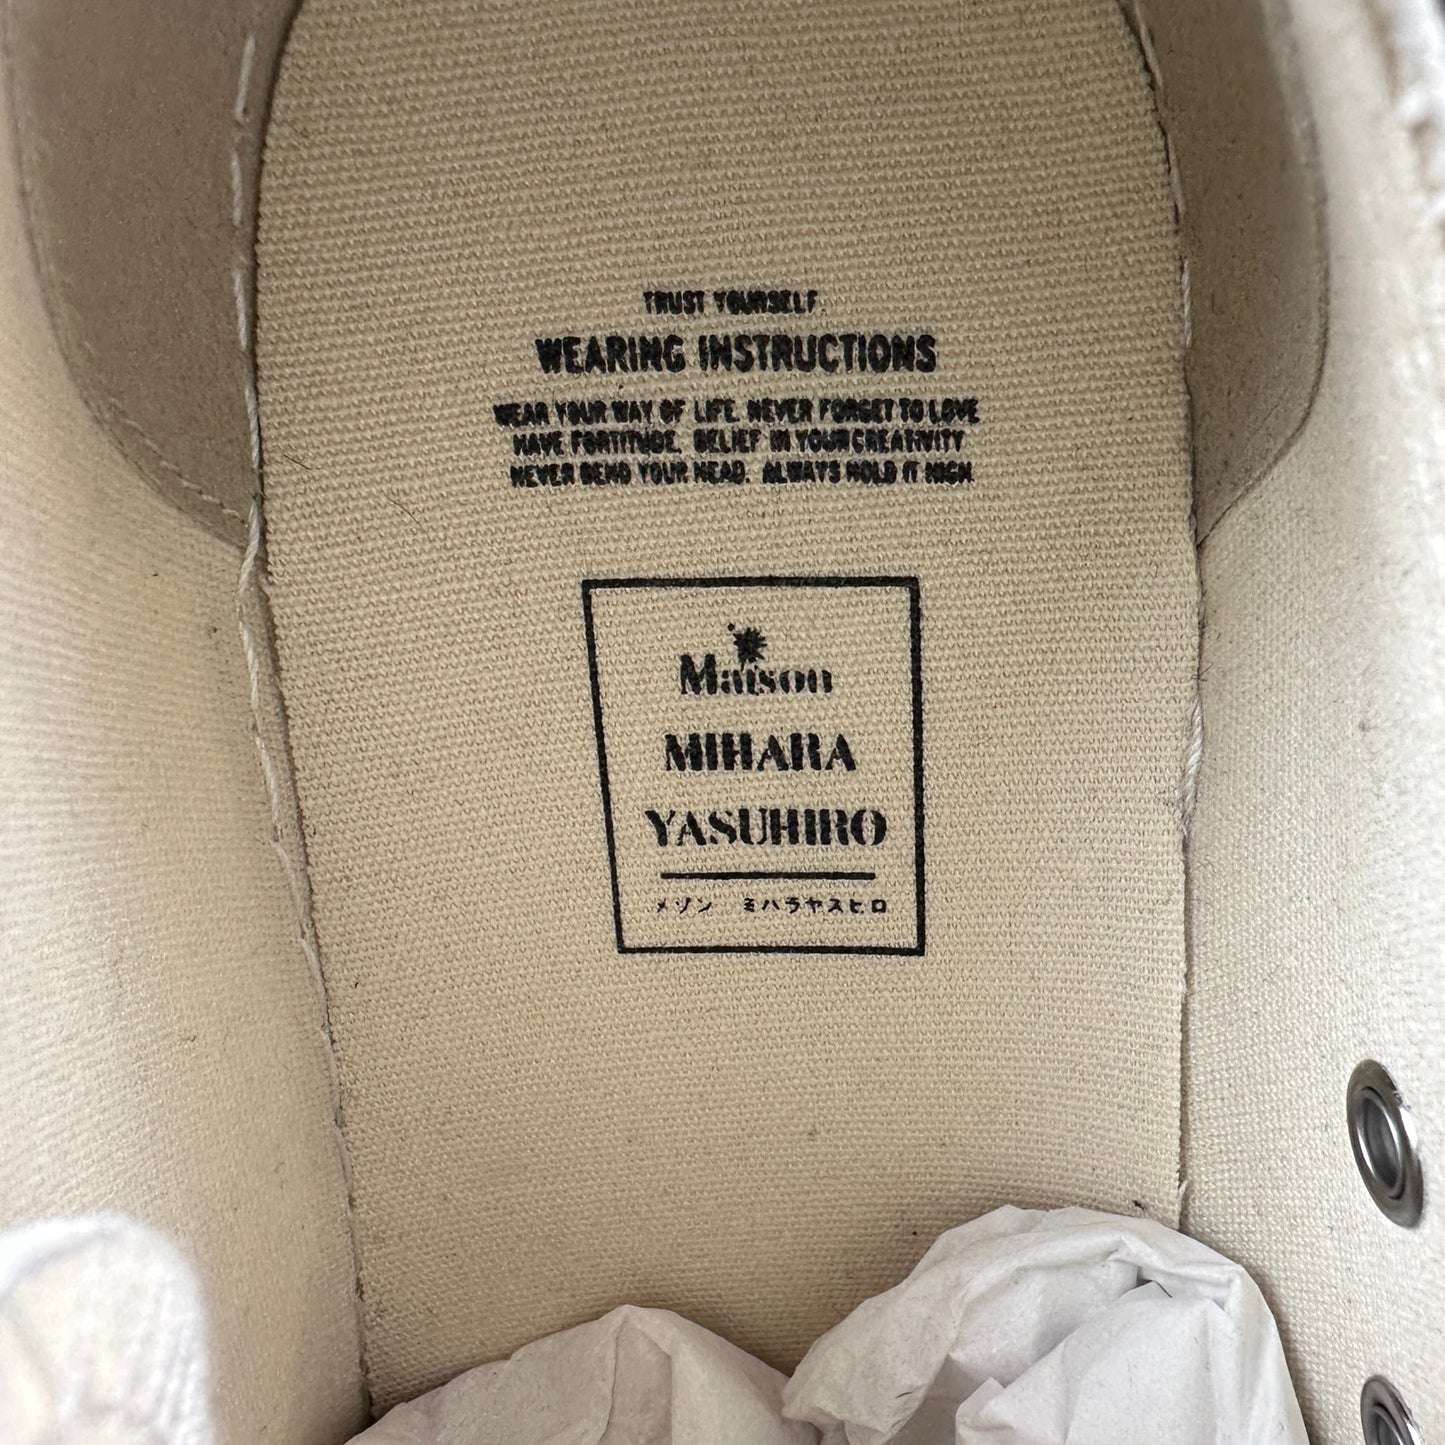 TRUST YOURSELF.
WEARING INSTRUCTIONS
WEAR YOUR WAY OF LIFE. NEVER FORGET TO LOVE
HAVE FORTITUDE. BELIEF IN YOUR CREATIVITY
NEVER BEND YOUR HEAD. ALWAYS HOLD IT HIGH.
Maison
MIHARA
YASUHIRO
メゾン ミハラヤスヒロ